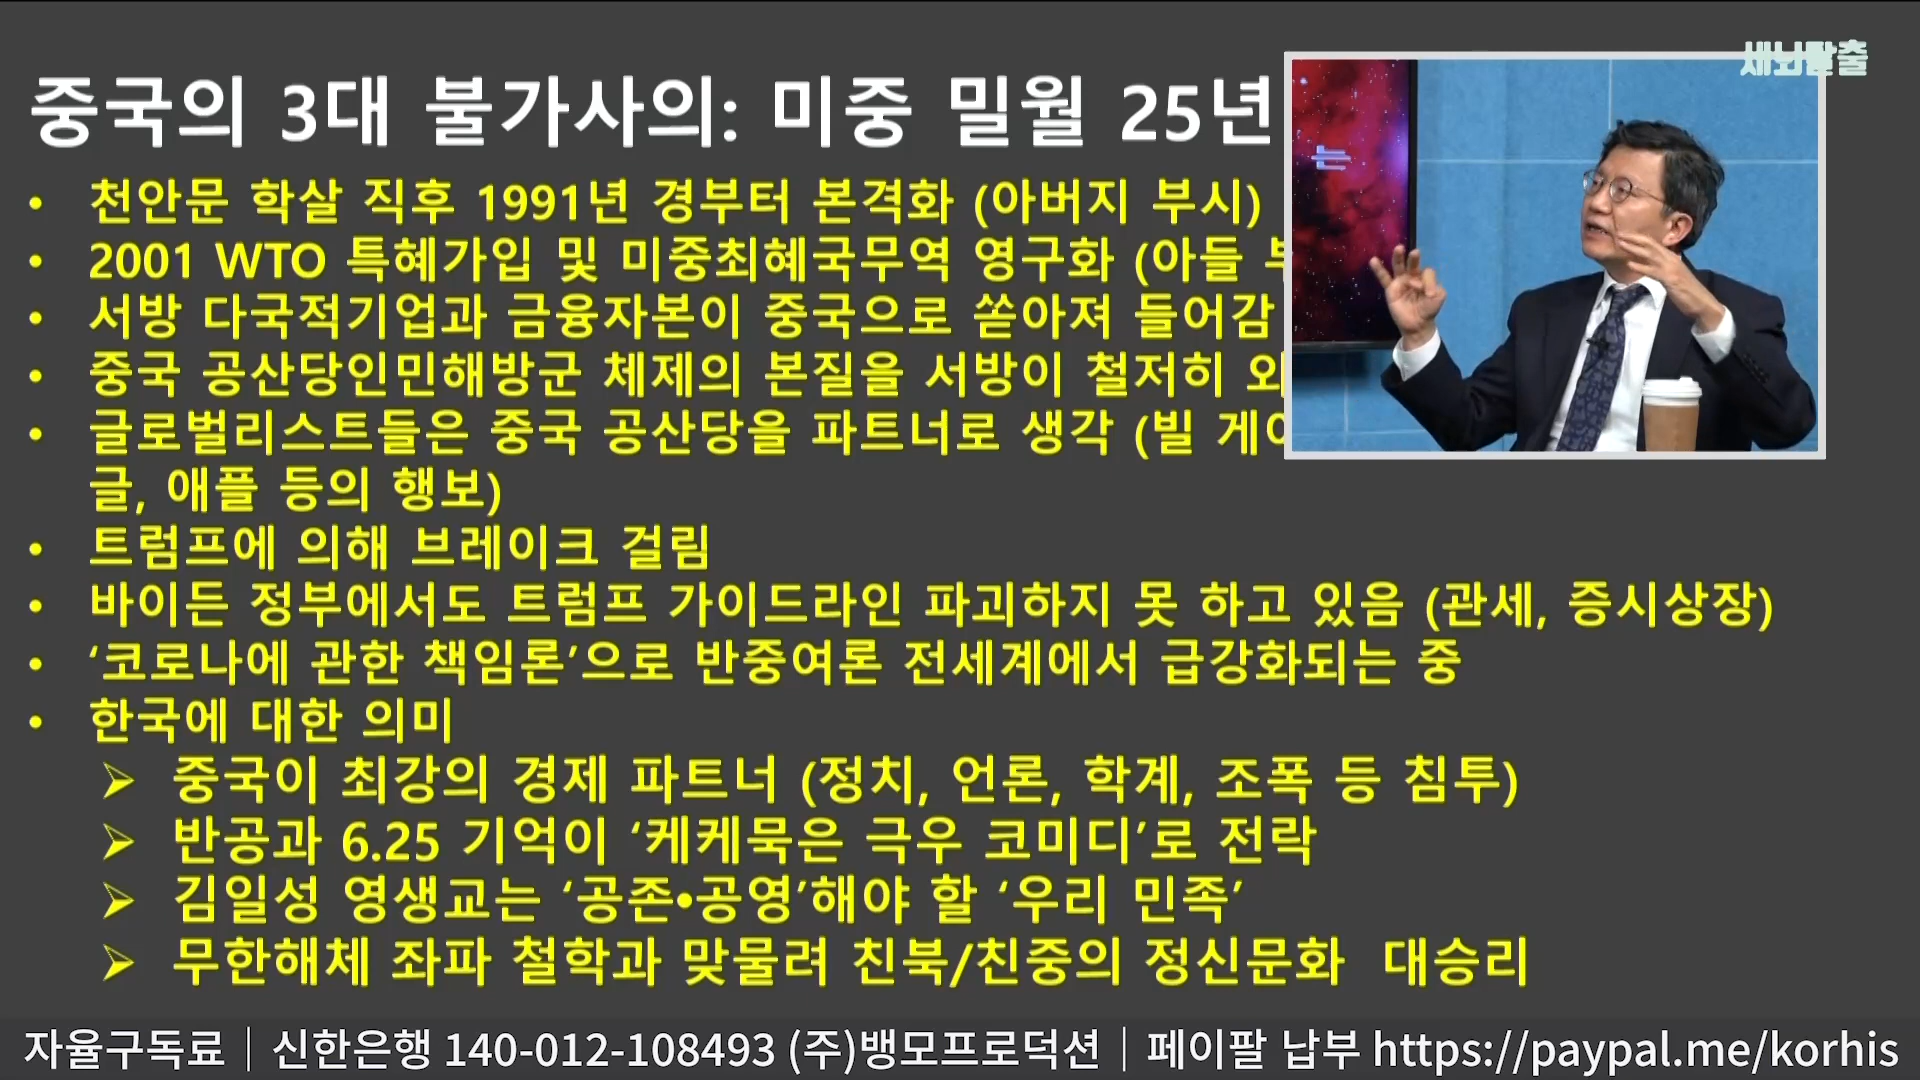 세뇌탈출
중국의 3대 불가사의: 미중 밀월 25년
는
• 천안문 학살 직후 1991년 경부터 본격화 (아버지 부시)
• 2001 WTO 특혜가입 및 미중최혜국무역 영구화 (아들
• 서방 다국적기업과 금융자본이 중국으로 쏟아져 들어감
• 중국 공산당인민해방군 체제의 본질을 서방이 철저히
• 글로벌리스트들은 중국 공산당을 파트너로 생각 (빌
글, 애플 등의 행보)
• 트럼프에 의해 브레이크 걸림
• 바이든 정부에서도 트럼프 가이드라인 파괴하지 못 하고 있음 (관세, 증시상장)
• ‘코로나에 관한 책임론’으로 반중여론 전세계에서 급강화되는 중
• 한국에 대한 의미
➢ 중국이 최강의 경제 파트너 (정치, 언론, 학계, 조폭 등 침투)
➢ 반공과 6.25 기억이 ‘케케묵은 극우 코미디’로 전락
➢ 김일성 영생교는 ‘공존•공영’해야 할 ‘우리 민족’
➢ 무한해체 좌파 철학과 맞물려 친북/친중의 정신문화 대승리
자율구독료│신한은행 140-012-108493 (주)뱅모프로덕션│페이팔 납부 https://paypal.me/korhis